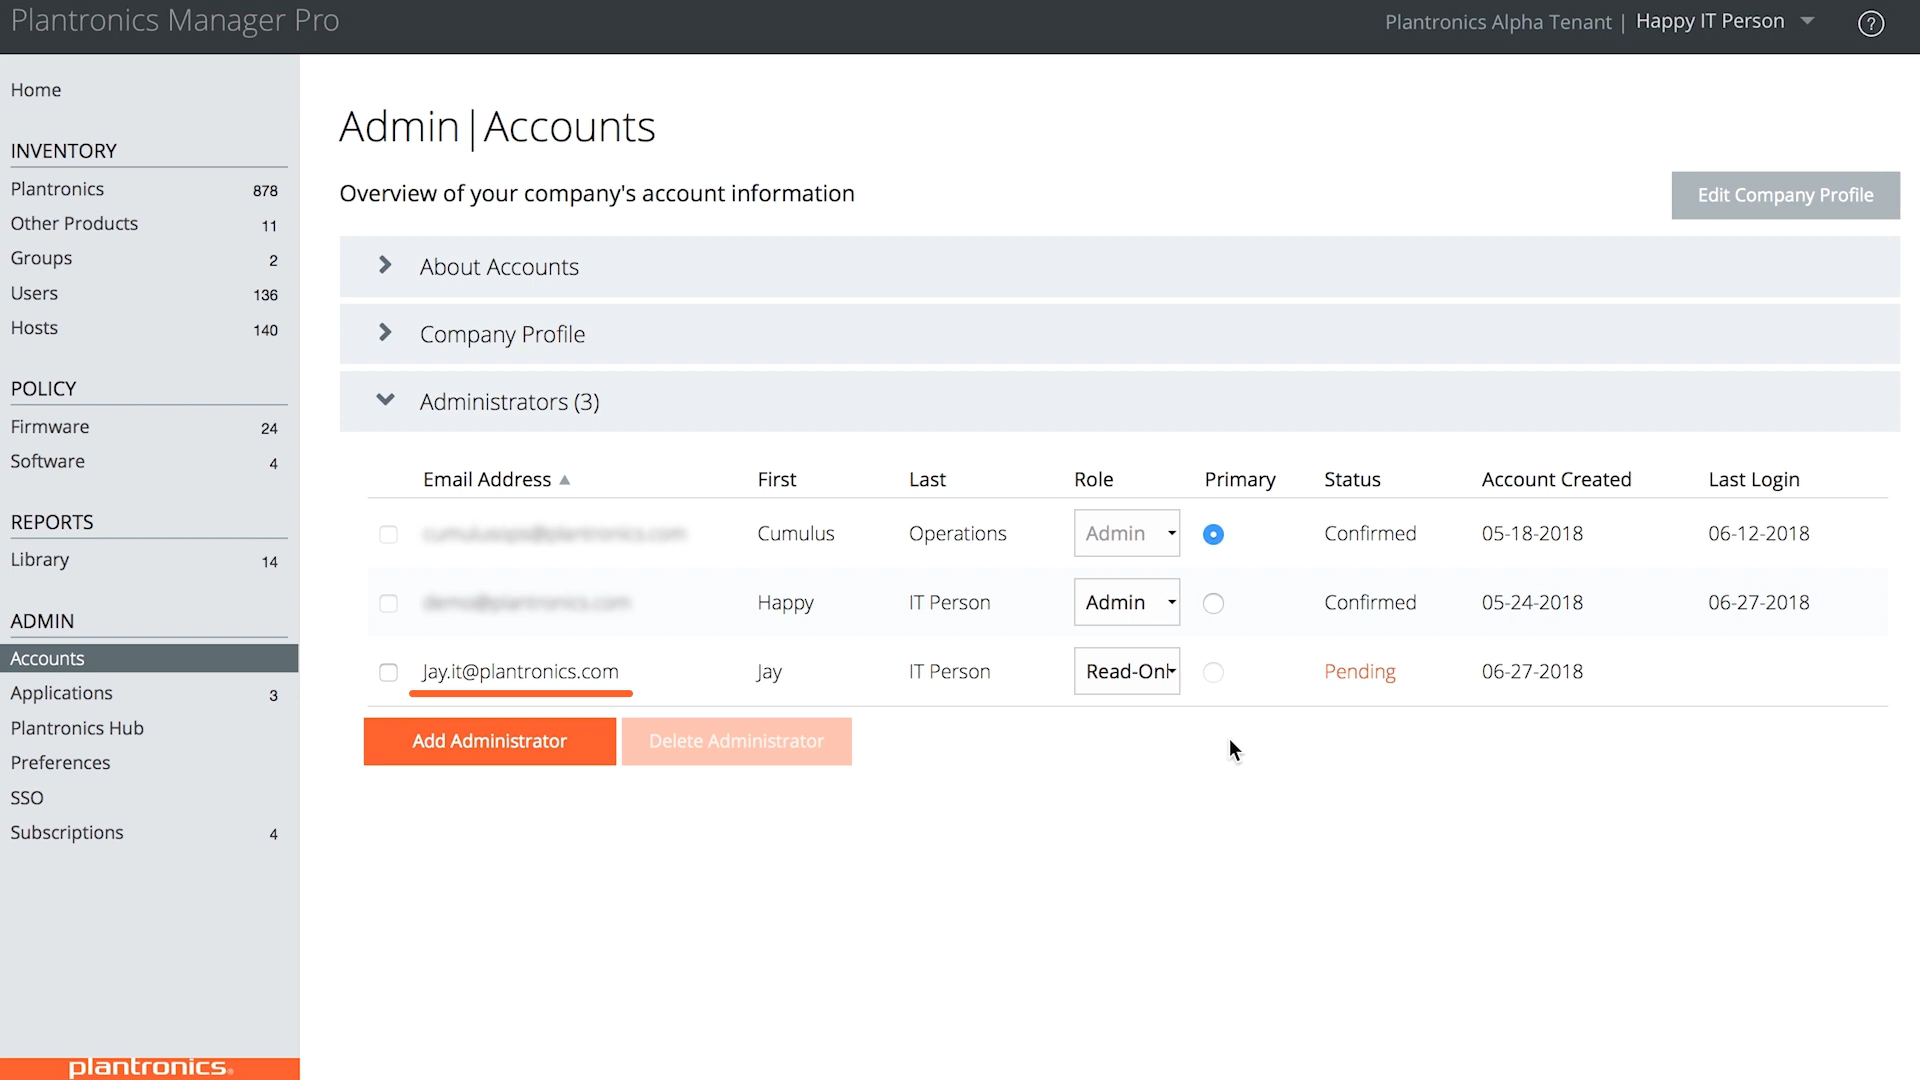 Plantronics Manager Pro
Plantronics Alpha Tenant | Happy IT Person
?
Home
INVENTORY
Plantronics 878
Other Products 11
Groups 2
Users 136
Hosts 140
POLICY
Firmware 24
Software 4
REPORTS
Library 14
ADMIN
Accounts
Applications 3
Plantronics Hub
Preferences
SSO
Subscriptions 4
plantronics®
Admin|Accounts
Overview of your company's account information
Edit Company Profile
About Accounts
Company Profile
Administrators (3)
Email Address First Last Role Primary Status Account Created Last Login
Cumulus Operations Admin Confirmed 05-18-2018 06-12-2018
Happy IT Person Admin Confirmed 05-24-2018 06-27-2018
Jay.it@plantronics.com Jay IT Person Read-Onl Pending 06-27-2018
Add Administrator
Delete Administrator